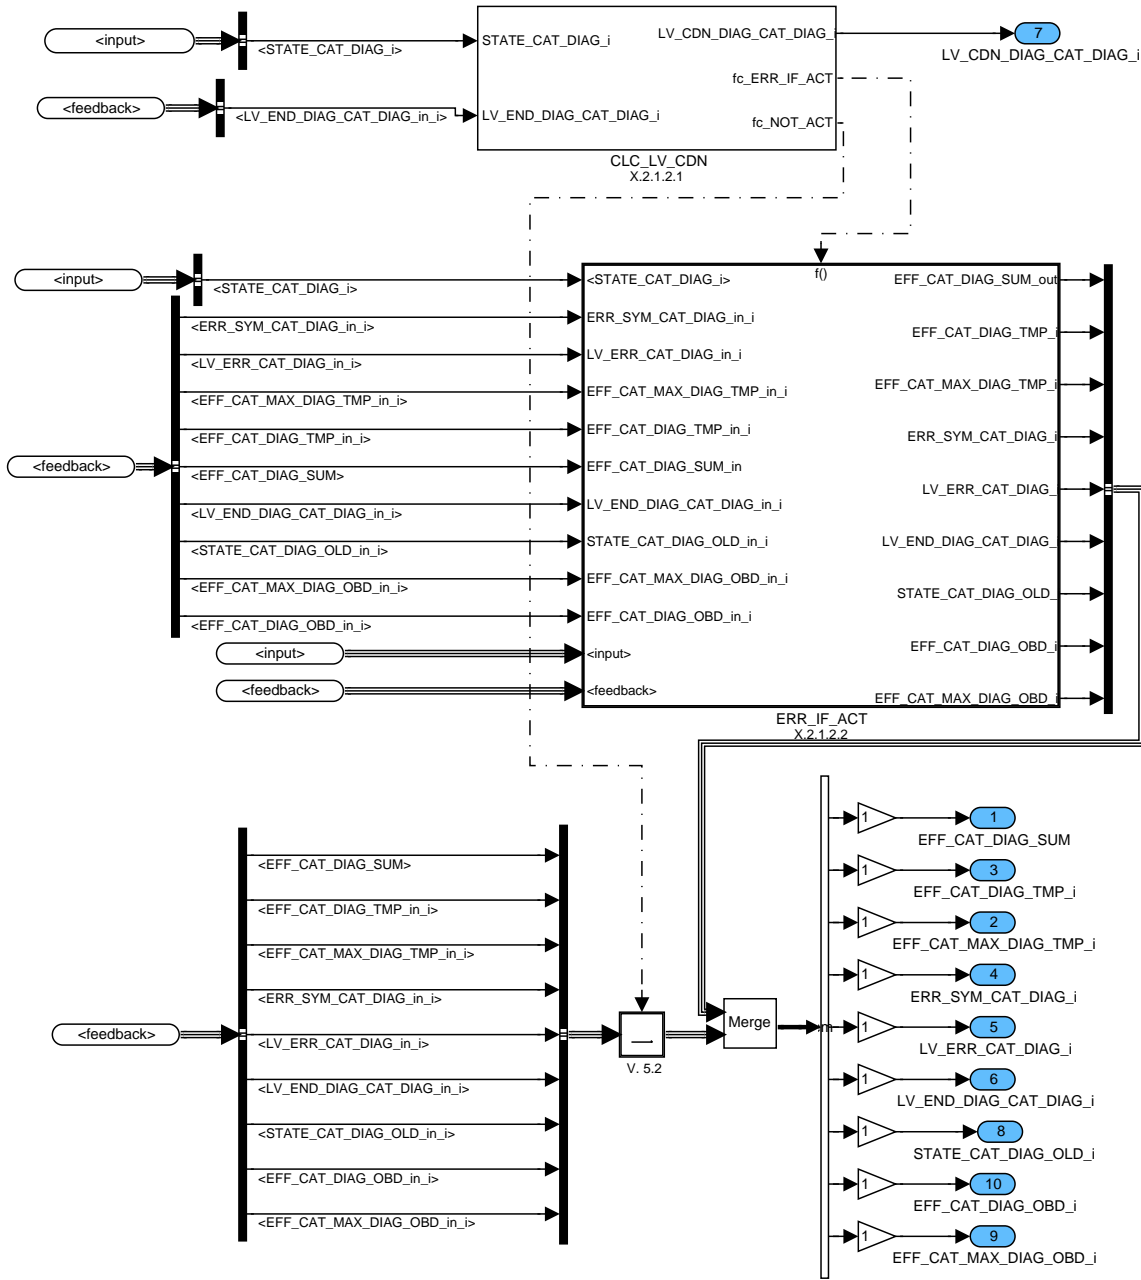 <input>
<STATE_CAT_DIAG_i>
STATE_CAT_DIAG_i
LV_CDN_DIAG_CAT_DIAG_i
7
LV_CDN_DIAG_CAT_DIAG_i
fc_ERR_IF_ACT
<feedback>
<LV_END_DIAG_CAT_DIAG_in_i>
LV_END_DIAG_CAT_DIAG_i
fc_NOT_ACT
CLC_LV_CDN
X.2.1.2.1
<input>
<STATE_CAT_DIAG_i>
<STATE_CAT_DIAG_i>
f()
EFF_CAT_DIAG_SUM_out
<ERR_SYM_CAT_DIAG_in_i>
ERR_SYM_CAT_DIAG_in_i
EFF_CAT_DIAG_TMP_i
<LV_ERR_CAT_DIAG_in_i>
LV_ERR_CAT_DIAG_in_i
EFF_CAT_MAX_DIAG_TMP_i
<EFF_CAT_MAX_DIAG_TMP_in_i>
EFF_CAT_MAX_DIAG_TMP_in_i
<EFF_CAT_DIAG_TMP_in_i>
EFF_CAT_DIAG_TMP_in_i
ERR_SYM_CAT_DIAG_i
<feedback>
<EFF_CAT_DIAG_SUM>
EFF_CAT_DIAG_SUM_in
LV_ERR_CAT_DIAG_
<LV_END_DIAG_CAT_DIAG_in_i>
LV_END_DIAG_CAT_DIAG_in_i
<STATE_CAT_DIAG_OLD_in_i>
STATE_CAT_DIAG_OLD_in_i
LV_END_DIAG_CAT_DIAG_
<EFF_CAT_MAX_DIAG_OBD_in_i>
EFF_CAT_MAX_DIAG_OBD_in_i
STATE_CAT_DIAG_OLD_
<EFF_CAT_DIAG_OBD_in_i>
EFF_CAT_DIAG_OBD_in_i
EFF_CAT_DIAG_OBD_i
<input>
<input>
<feedback>
<feedback>
EFF_CAT_MAX_DIAG_OBD_i
ERR_IF_ACT
X.2.1.2.2
<feedback>
<EFF_CAT_DIAG_SUM>
<EFF_CAT_DIAG_TMP_in_i>
<EFF_CAT_MAX_DIAG_TMP_in_i>
<ERR_SYM_CAT_DIAG_in_i>
<LV_ERR_CAT_DIAG_in_i>
<LV_END_DIAG_CAT_DIAG_in_i>
<STATE_CAT_DIAG_OLD_in_i>
<EFF_CAT_DIAG_OBD_in_i>
<EFF_CAT_MAX_DIAG_OBD_in_i>
V. 5.2
Merge
m
1
1
EFF_CAT_DIAG_SUM
1
3
EFF_CAT_DIAG_TMP_i
1
2
EFF_CAT_MAX_DIAG_TMP_i
1
4
ERR_SYM_CAT_DIAG_i
1
5
LV_ERR_CAT_DIAG_i
1
6
LV_END_DIAG_CAT_DIAG_i
1
8
STATE_CAT_DIAG_OLD_i
1
10
EFF_CAT_DIAG_OBD_i
1
9
EFF_CAT_MAX_DIAG_OBD_i